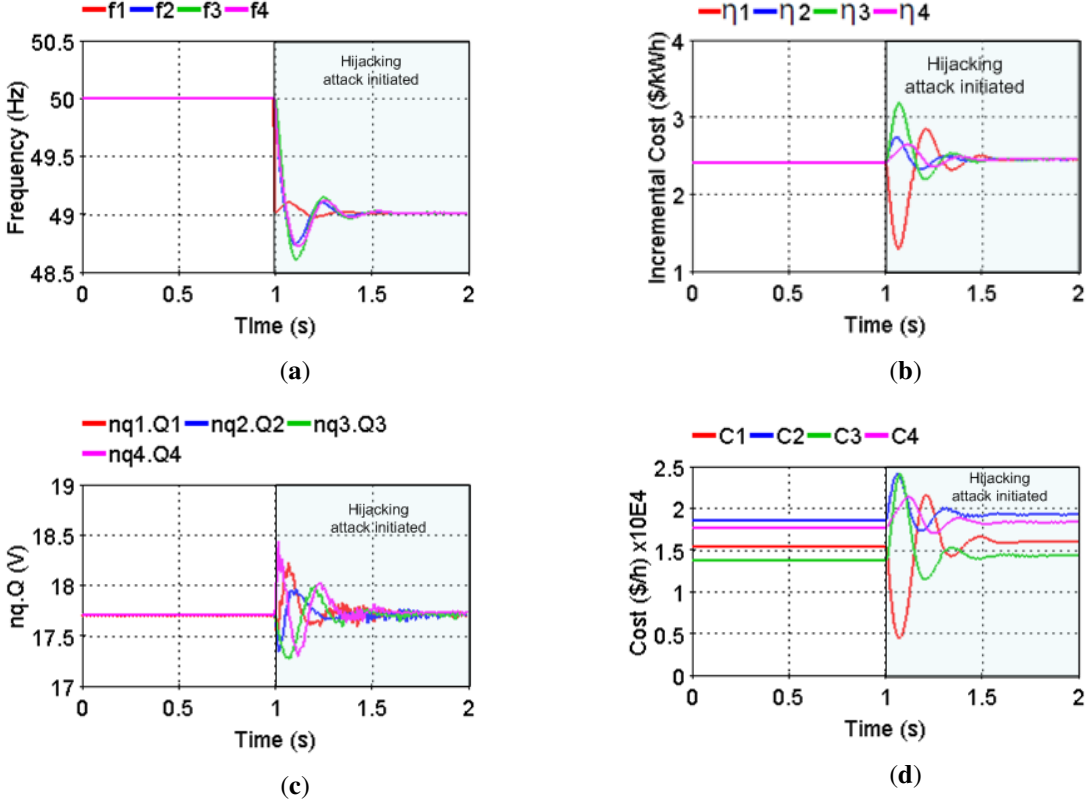 f1 f2 f3 f4
50.5
50
49.5
49
48.5
Frequency (Hz)
Hijacking
attack initiated
0 0.5 1 1.5 2
TIme (s)
(a)
η1 η2 η3 η4
4
3
2
1
Incremental Cost ($/kWh)
Hijacking
attack initiated
0 0.5 1 1.5 2
Time (s)
(b)
nq1.Q1 nq2.Q2 nq3.Q3
nq4.Q4
19
18.5
18
17.5
17
nq.Q (V)
Hijacking
attack initiated
0 0.5 1 1.5 2
Time (s)
(c)
C1 C2 C3 C4
2.5
2
1.5
1
0.5
0
Cost ($/h) x10E4
Hijacking
attack initiated
0 0.5 1 1.5 2
Time (s)
(d)